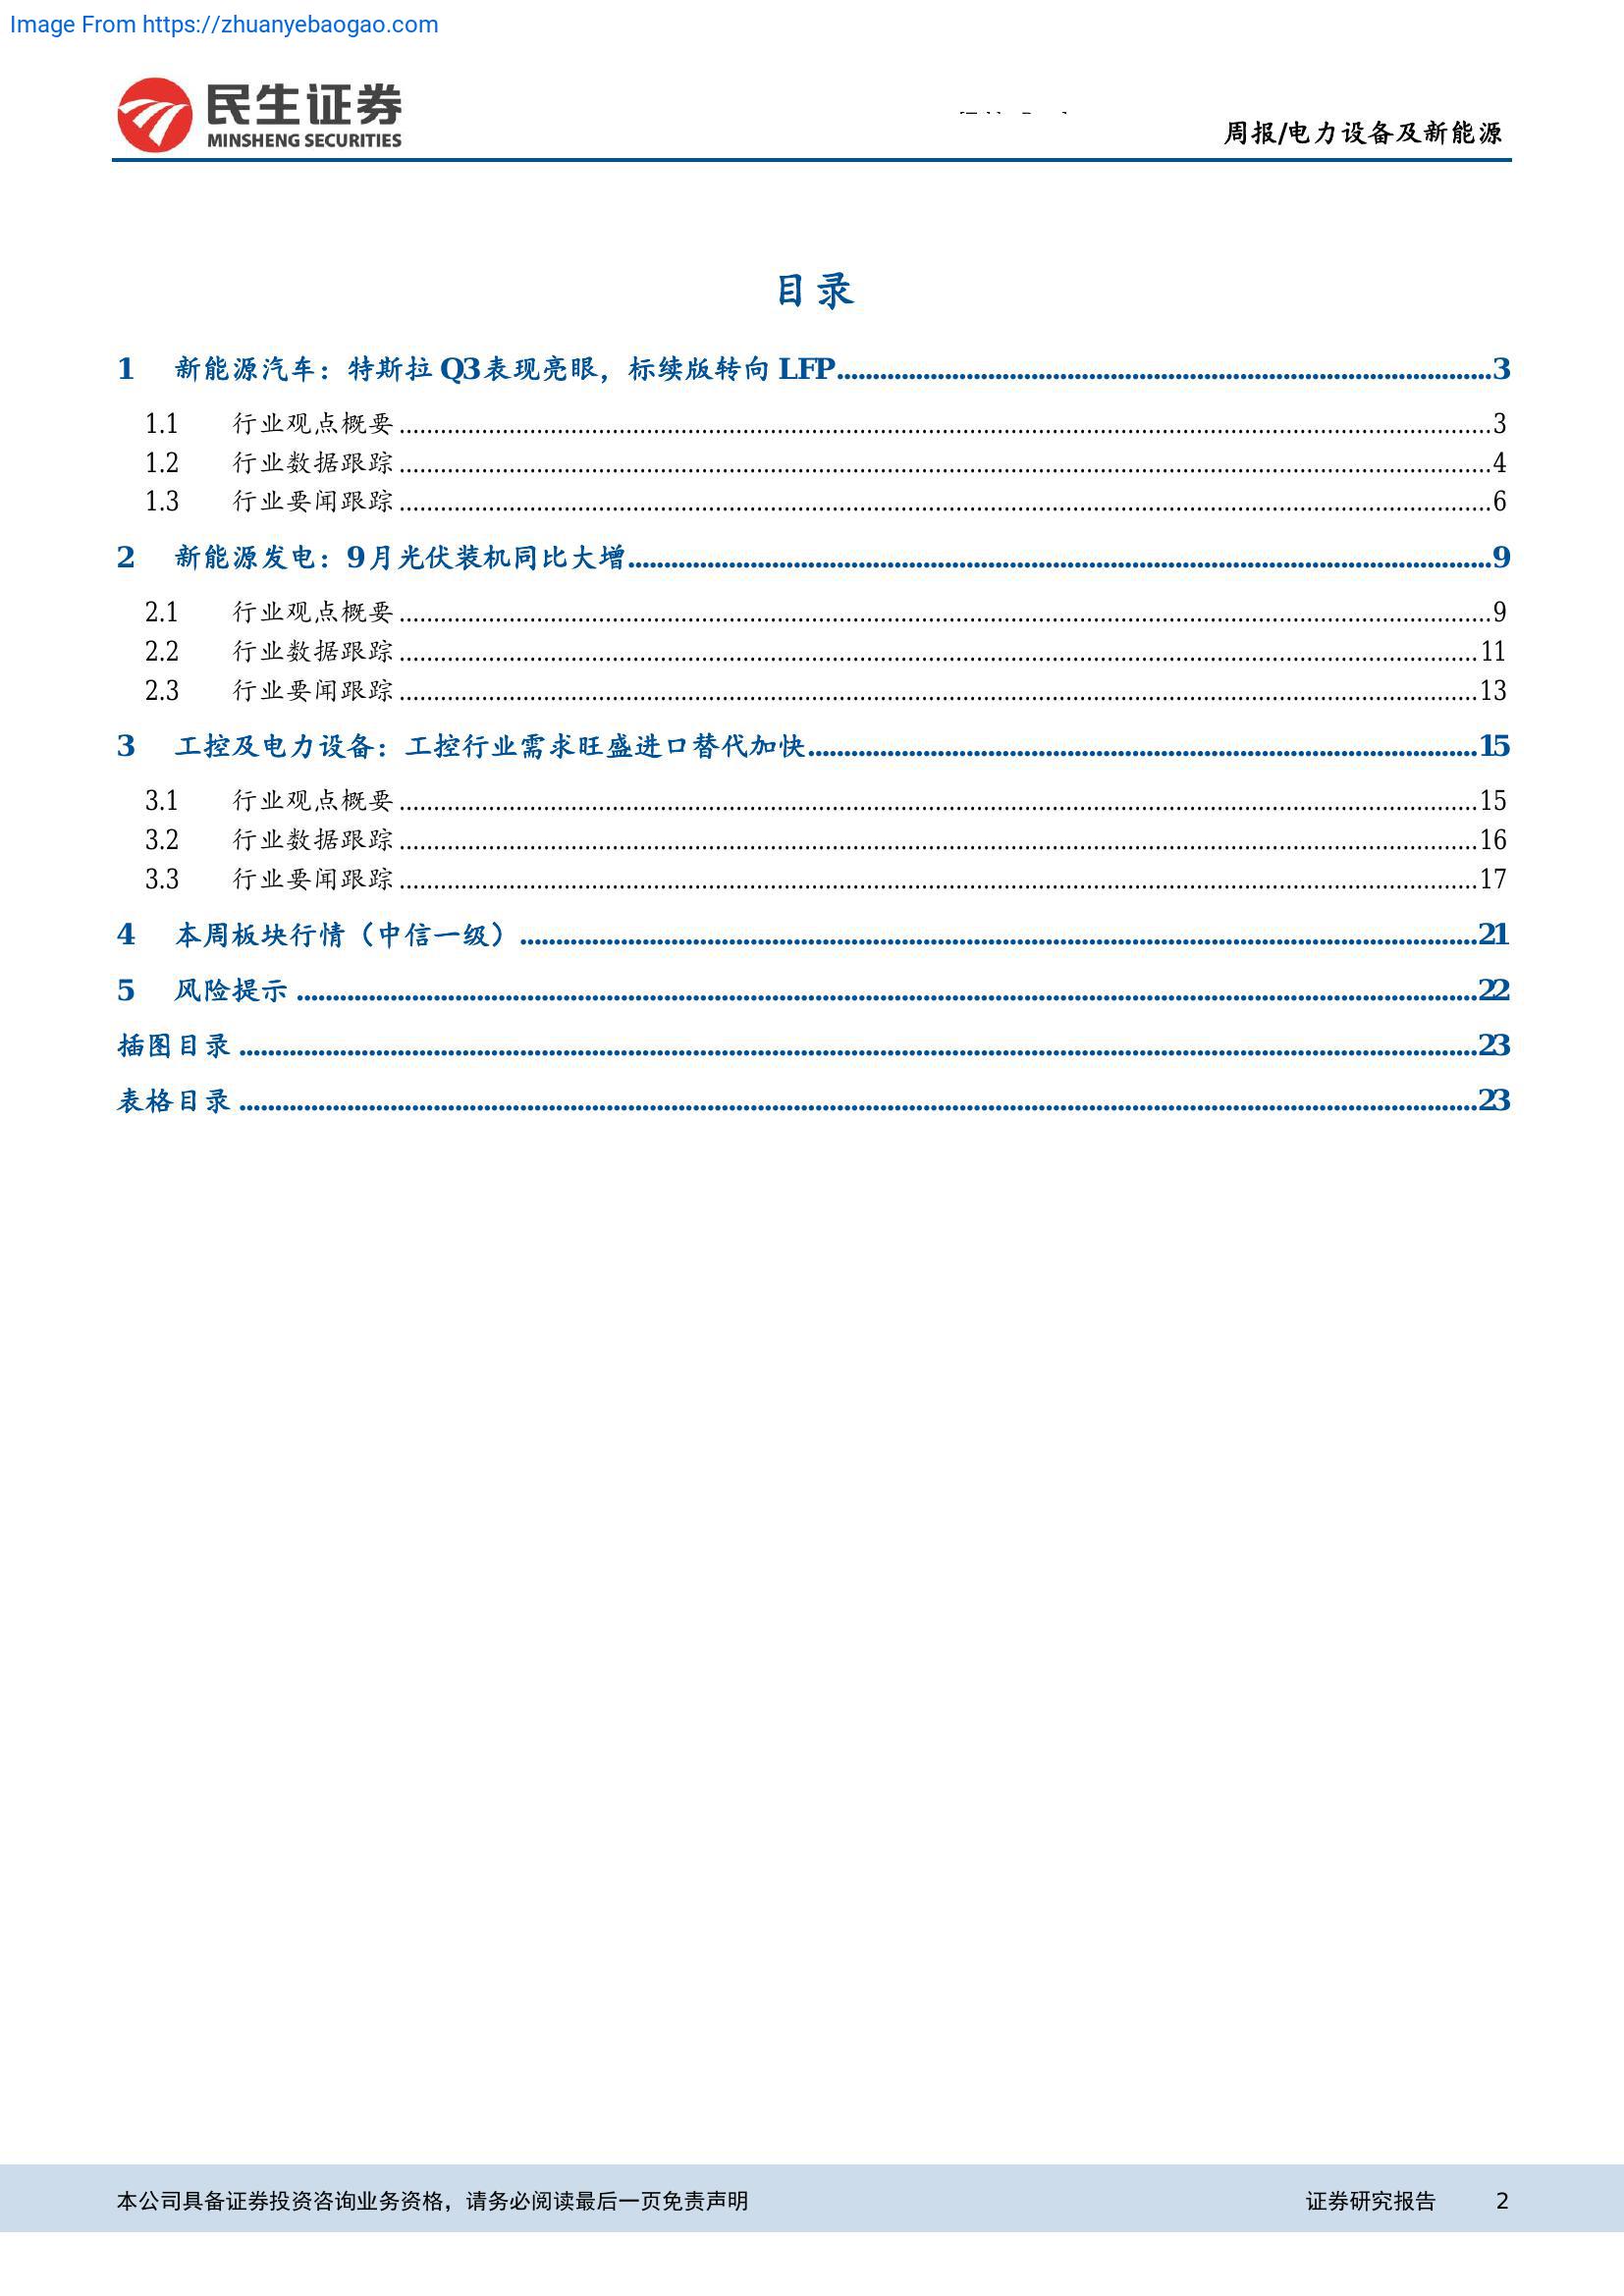 Image From https://zhuanyebaogao.com
民生证券
MINSHENG SECURITIES
周报/电力设备及新能源
目录
1 新能源汽车：特斯拉 Q3 表现亮眼，标续版转向 LFP 3
1.1 行业观点概要 3
1.2 行业数据跟踪 4
1.3 行业要闻跟踪 6
2 新能源发电：9 月光伏装机同比大增 9
2.1 行业观点概要 9
2.2 行业数据跟踪 11
2.3 行业要闻跟踪 13
3 工控及电力设备：工控行业需求旺盛进口替代加快 15
3.1 行业观点概要 15
3.2 行业数据跟踪 16
3.3 行业要闻跟踪 17
4 本周板块行情（中信一级） 21
5 风险提示 22
插图目录 23
表格目录 23
本公司具备证券投资咨询业务资格，请务必阅读最后一页免责声明 证券研究报告 2